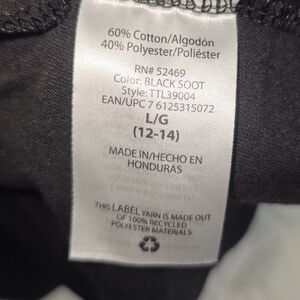 60% Cotton/Algodón
40% Polyester/Poliéster
RN# 52469
Color: BLACK SOOT
Style: TTL39004
EAN/UPC 7 6125315072
L/G
(12-14)
MADE IN/HECHO EN
HONDURAS
THIS LABEL YARN IS MADE OUT
OF 100% RECYCLED
POLYESTER MATERIALS